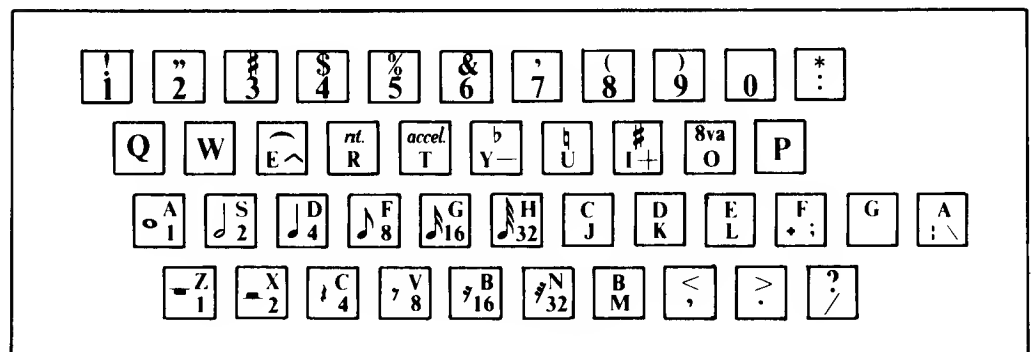 ! 1 " 2 # 3 $ 4 % 5 & 6 ' 7 ( 8 ) 9 0 * :
Q W E rit. R accel. T ♭ Y — ♮ U ♯ I + 8va O P
A 1 S 2 D 4 F 8 G 16 H 32 C J D K E L F + ; G A ¦ \
Z 1 X 2 C 4 V 8 B 16 N 32 B M < , > . ? /